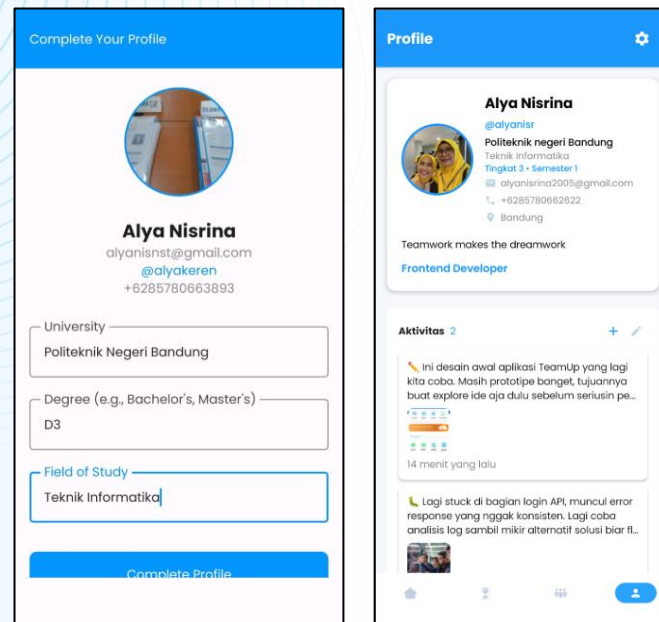 Complete Your Profile
Alya Nisrina
alyanisnst@gmail.com
@alyakeren
+6285780663893
University
Politeknik Negeri Bandung
Degree (e.g., Bachelor's, Master's)
D3
Field of Study
Teknik Informatika
Complete Profile
Profile
Alya Nisrina
@alyanisr
Politeknik negeri Bandung
Teknik Informatika
Tingkat 3 • Semester 1
alyanisrina2005@gmail.com
+6285780662622
Bandung
Teamwork makes the dreamwork
Frontend Developer
Aktivitas 2
Ini desain awal aplikasi TeamUp yang lagi
kita coba. Masih prototipe banget, tujuannya
buat explore ide aja dulu sebelum seriusin pe...
14 menit yang lalu
Lagi stuck di bagian login API, muncul error
response yang nggak konsisten. Lagi coba
analisis log sambil mikir alternatif solusi biar fl...